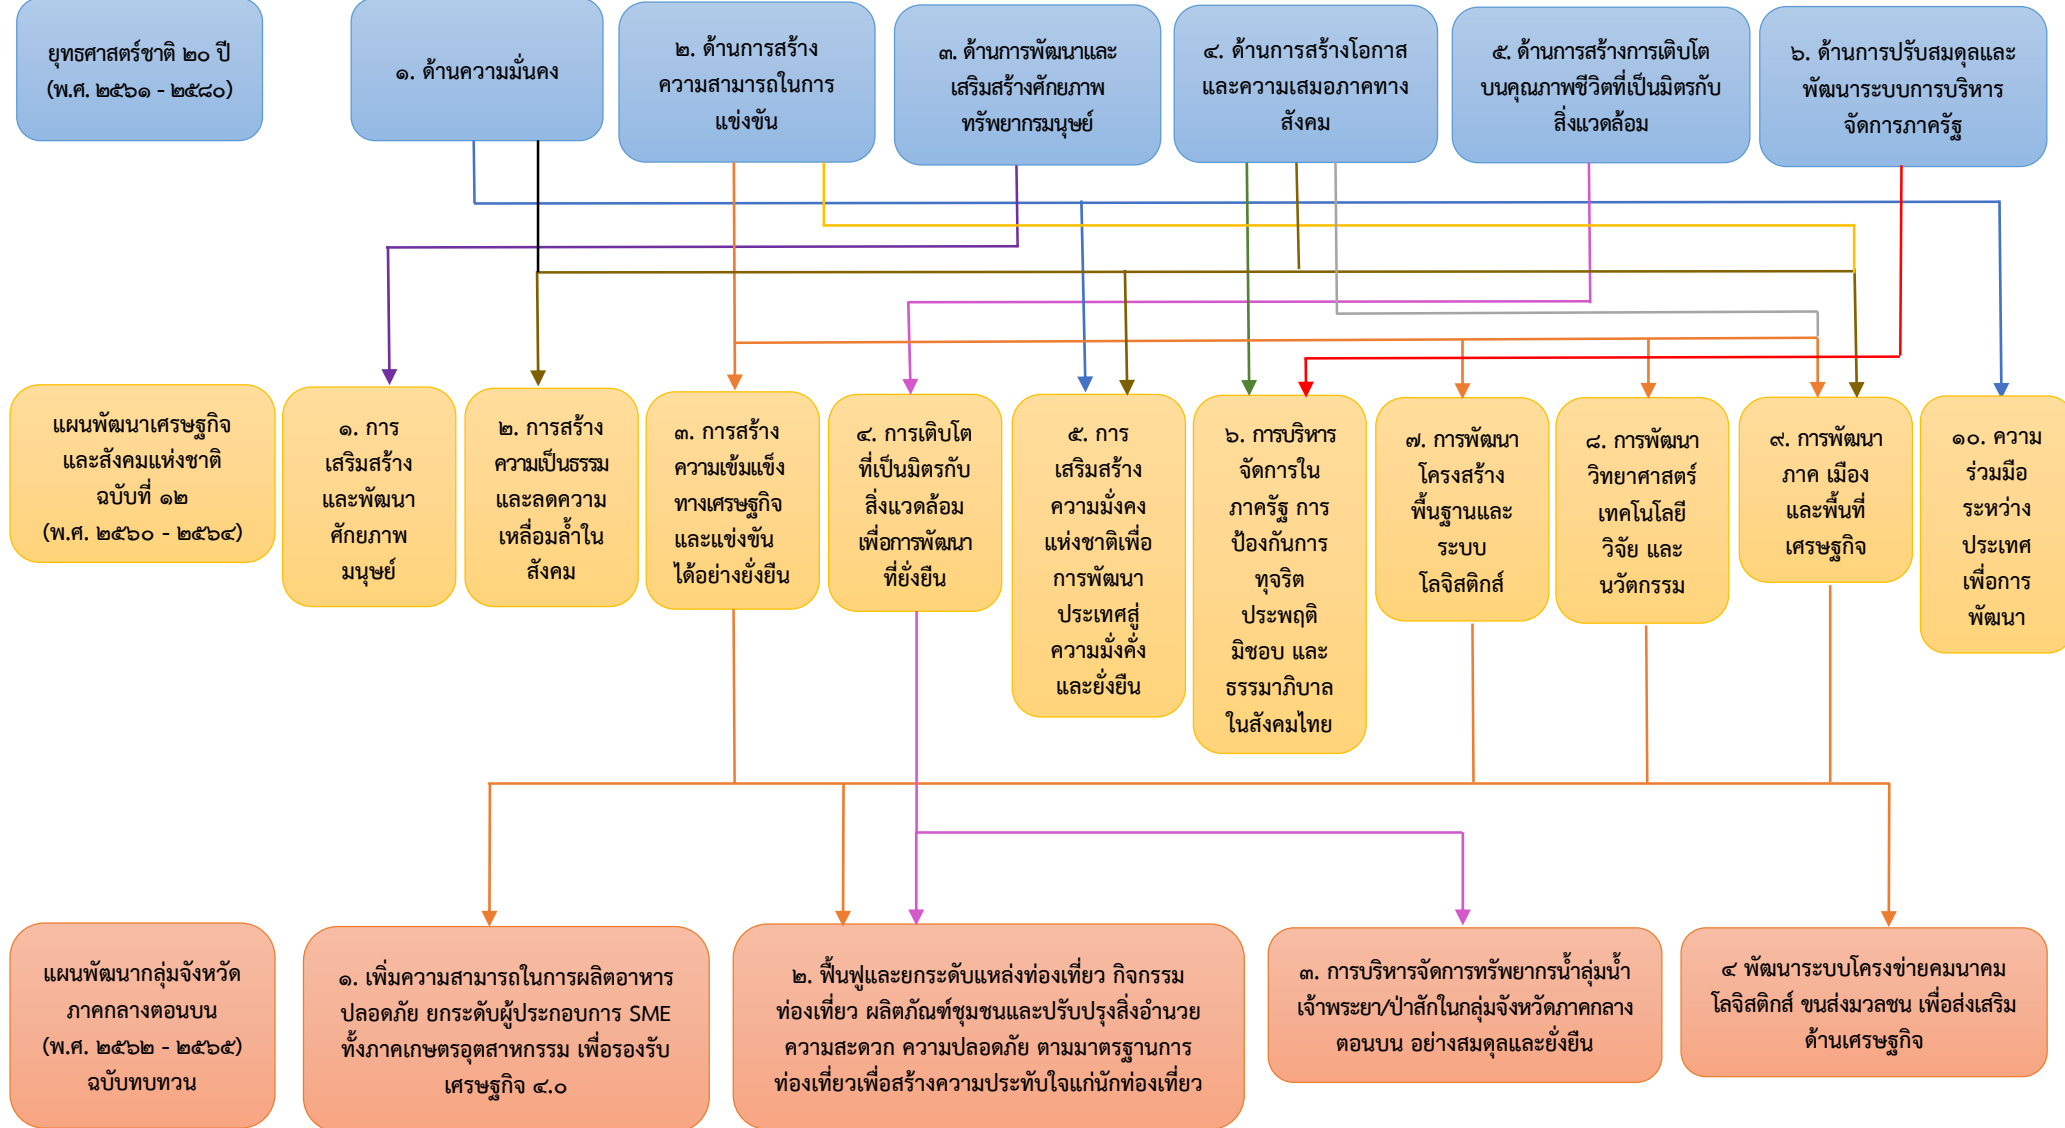 ยุทธศาสตร์ชาติ ๒๐ ปี
(พ.ศ. ๒๕๖๑ - ๒๕๘๐)
๑. ด้านความมั่นคง
๒. ด้านการสร้าง
ความสามารถในการ
แข่งขัน
๓. ด้านการพัฒนาและ
เสริมสร้างศักยภาพ
ทรัพยากรมนุษย์
๔. ด้านการสร้างโอกาส
และความเสมอภาคทาง
สังคม
๕. ด้านการสร้างการเติบโต
บนคุณภาพชีวิตที่เป็นมิตรกับ
สิ่งแวดล้อม
๖. ด้านการปรับสมดุลและ
พัฒนาระบบการบริหาร
จัดการภาครัฐ
แผนพัฒนาเศรษฐกิจ
และสังคมแห่งชาติ
ฉบับที่ ๑๒
(พ.ศ. ๒๕๖๐ - ๒๕๖๔)
๑. การ
เสริมสร้าง
และพัฒนา
ศักยภาพ
มนุษย์
๒. การสร้าง
ความเป็นธรรม
และลดความ
เหลื่อมล้ำใน
สังคม
๓. การสร้าง
ความเข้มแข็ง
ทางเศรษฐกิจ
และแข่งขัน
ได้อย่างยั่งยืน
๔. การเติบโต
ที่เป็นมิตรกับ
สิ่งแวดล้อม
เพื่อการพัฒนา
ที่ยั่งยืน
๕. การ
เสริมสร้าง
ความมั่งคง
แห่งชาติเพื่อ
การพัฒนา
ประเทศสู่
ความมั่งคั่ง
และยั่งยืน
๖. การบริหาร
จัดการใน
ภาครัฐ การ
ป้องกันการ
ทุจริต
ประพฤติ
มิชอบ และ
ธรรมาภิบาล
ในสังคมไทย
๗. การพัฒนา
โครงสร้าง
พื้นฐานและ
ระบบ
โลจิสติกส์
๘. การพัฒนา
วิทยาศาสตร์
เทคโนโลยี
วิจัย และ
นวัตกรรม
๙. การพัฒนา
ภาค เมือง
และพื้นที่
เศรษฐกิจ
๑๐. ความ
ร่วมมือ
ระหว่าง
ประเทศ
เพื่อการ
พัฒนา
แผนพัฒนากลุ่มจังหวัด
ภาคกลางตอนบน
(พ.ศ. ๒๕๖๒ - ๒๕๖๕)
ฉบับทบทวน
๑. เพิ่มความสามารถในการผลิตอาหาร
ปลอดภัย ยกระดับผู้ประกอบการ SME
ทั้งภาคเกษตรอุตสาหกรรม เพื่อรองรับ
เศรษฐกิจ ๔.๐
๒. ฟื้นฟูและยกระดับแหล่งท่องเที่ยว กิจกรรม
ท่องเที่ยว ผลิตภัณฑ์ชุมชนและปรับปรุงสิ่งอำนวย
ความสะดวก ความปลอดภัย ตามมาตรฐานการ
ท่องเที่ยวเพื่อสร้างความประทับใจแก่นักท่องเที่ยว
๓. การบริหารจัดการทรัพยากรน้ำลุ่มน้ำ
เจ้าพระยา/ป่าสักในกลุ่มจังหวัดภาคกลาง
ตอนบน อย่างสมดุลและยั่งยืน
๔ พัฒนาระบบโครงข่ายคมนาคม
โลจิสติกส์ ขนส่งมวลชน เพื่อส่งเสริม
ด้านเศรษฐกิจ